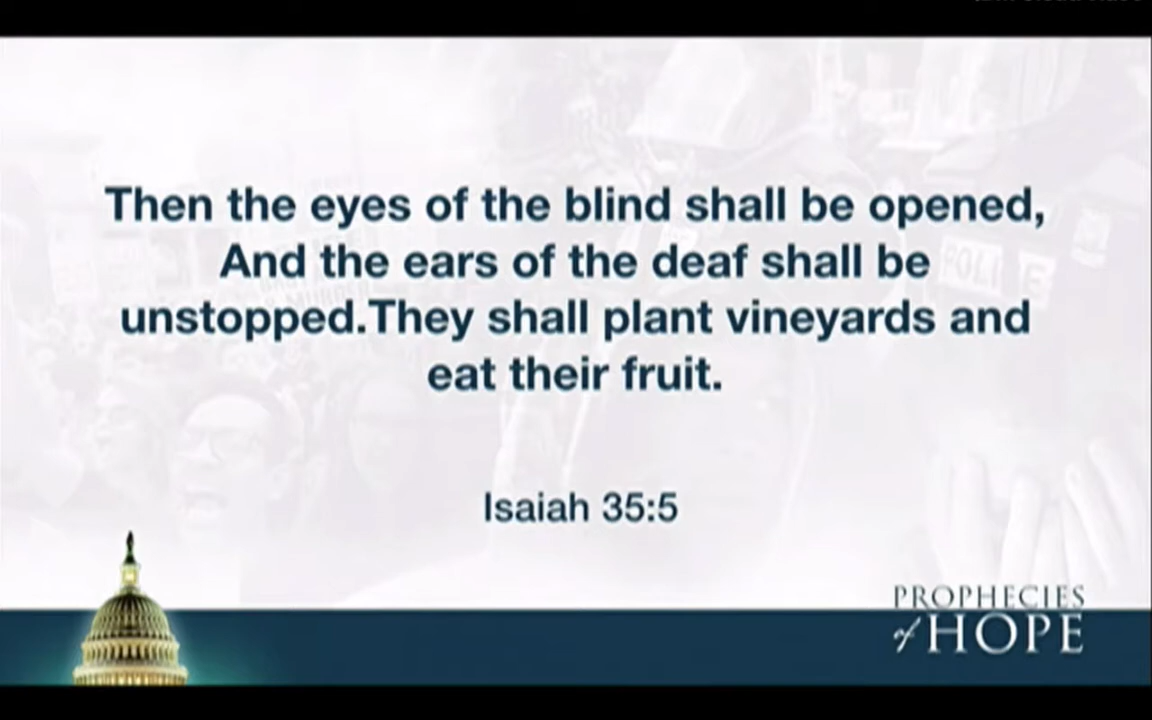 Then the eyes of the blind shall be opened,
And the ears of the deaf shall be
unstopped.They shall plant vineyards and
eat their fruit.
Isaiah 35:5
POLICE
PROPHECIES
of HOPE